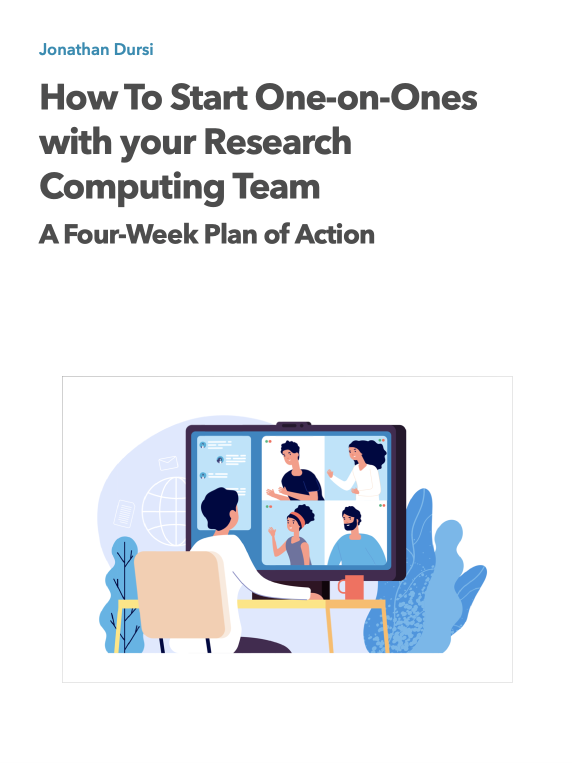 Jonathan Dursi
How To Start One-on-Ones
with your Research
Computing Team
A Four-Week Plan of Action